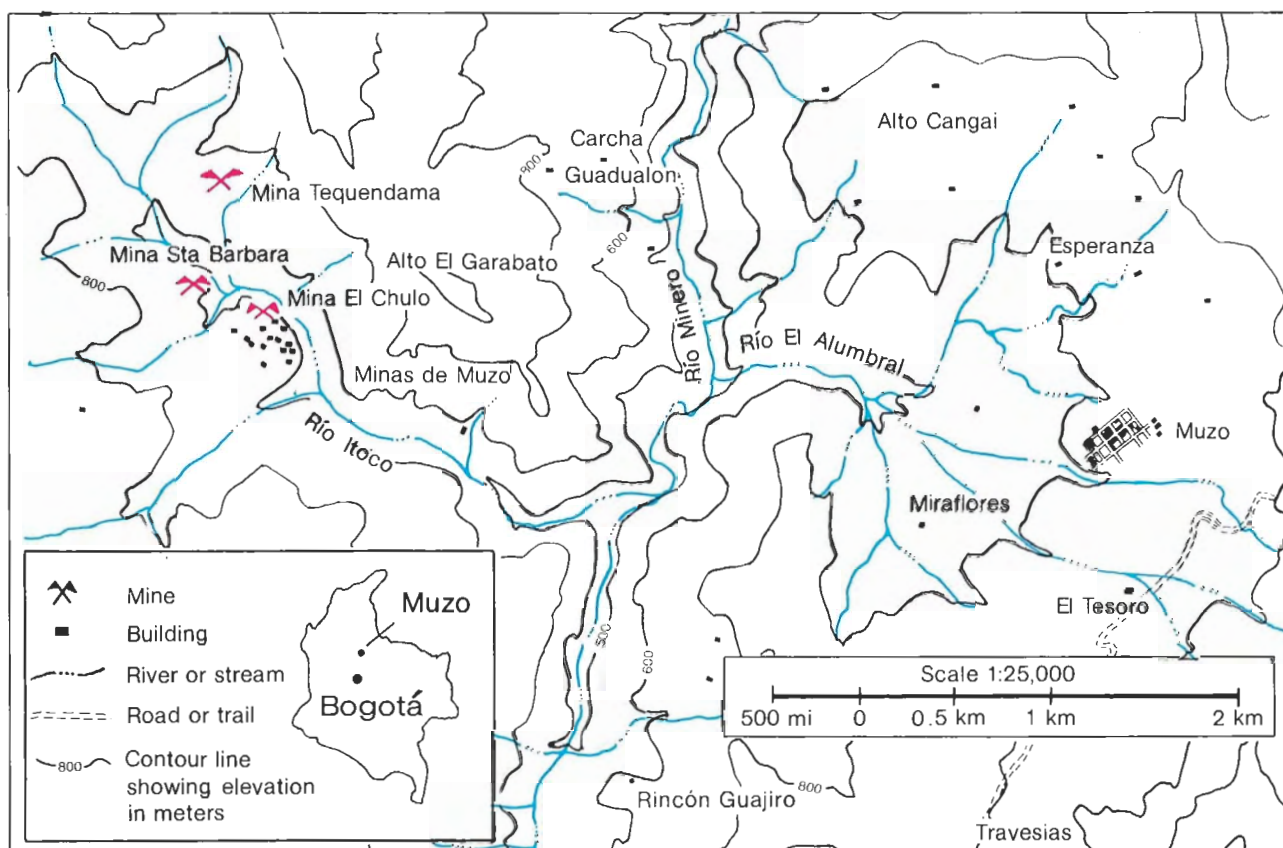 Carcha
Guadualon
800
600
Alto Cangai
Mina Tequendama
Esperanza
Mina Sta Barbara
800
Alto El Garabato
Mina El Chulo
Río Minero
Río El Alumbral
Minas de Muzo
Río Itoco
Muzo
Miraflores
El Tesoro
500
600
Mine
Building
River or stream
Road or trail
800
Contour line
showing elevation
in meters
Muzo
Bogotá
Scale 1:25,000
500 mi 0 0.5 km 1 km 2 km
Rincón Guajiro
800
Travesias